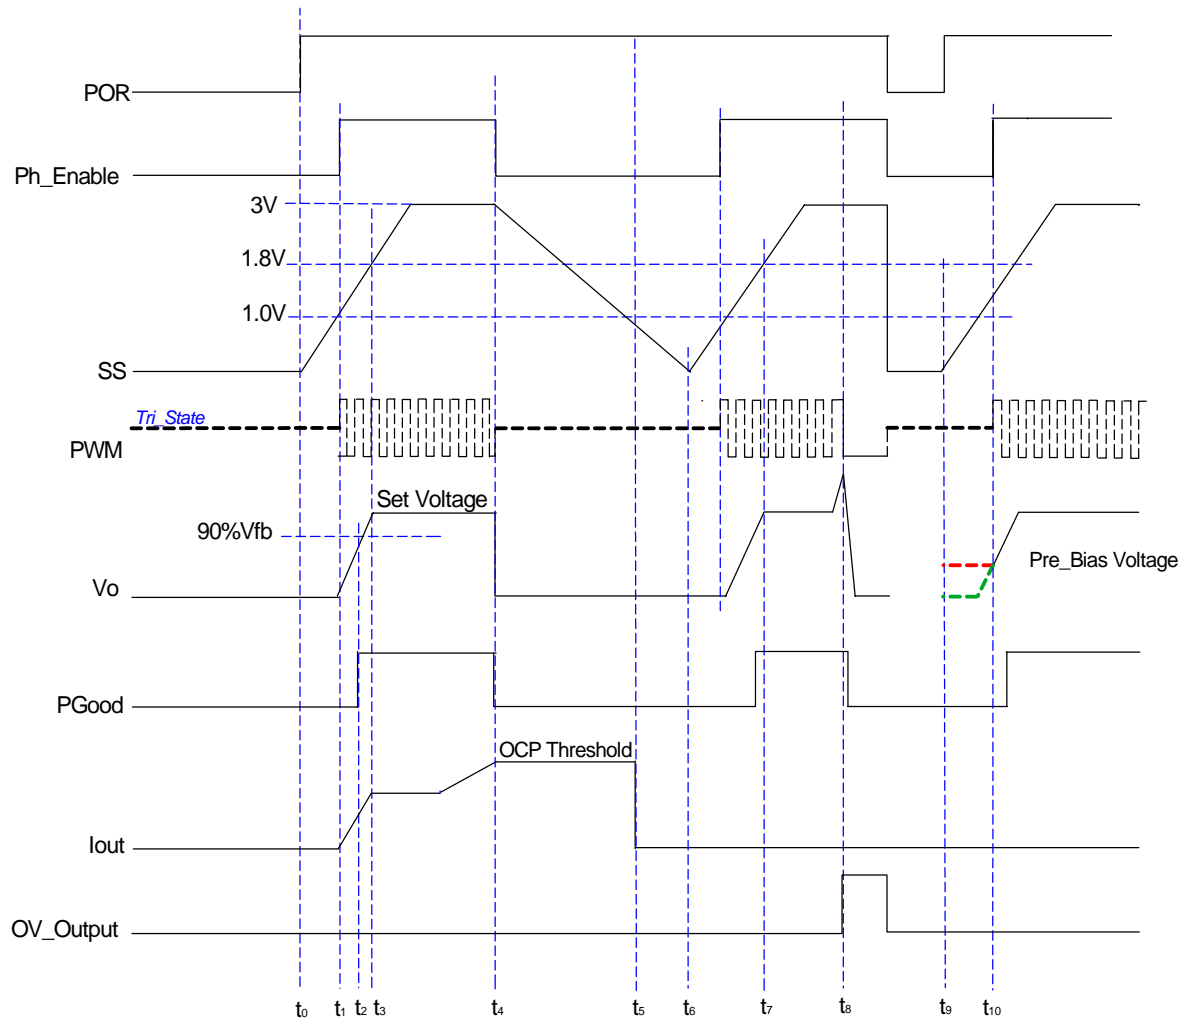 POR
Ph_Enable
3V
1.8V
1.0V
SS
Tri_State
PWM
Set Voltage
90%Vfb
Pre_Bias Voltage
Vo
PGood
OCP Threshold
Iout
OV_Output
t0 t1 t2 t3 t4 t5 t6 t7 t8 t9 t10